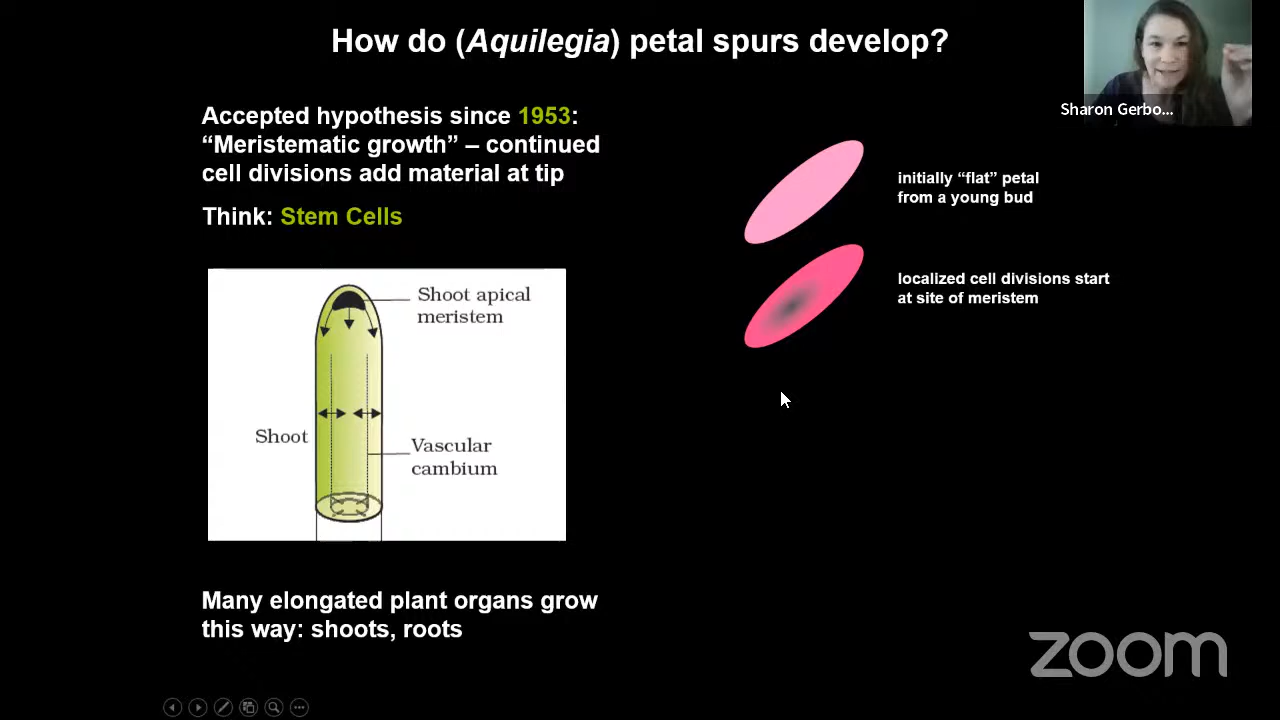 How do (Aquilegia) petal spurs develop?
Sharon Gerbo...
Accepted hypothesis since 1953:
“Meristematic growth” – continued
cell divisions add material at tip
Think: Stem Cells
initially “flat” petal
from a young bud
localized cell divisions start
at site of meristem
Shoot apical
meristem
Shoot
Vascular
cambium
Many elongated plant organs grow
this way: shoots, roots
zoom